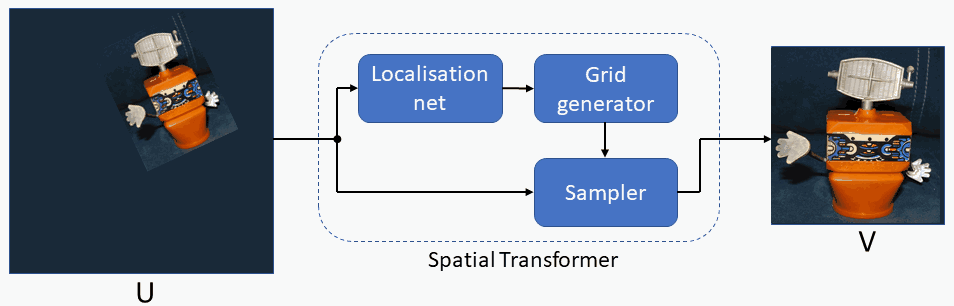 Localisation
net
Grid
generator
Sampler
Spatial Transformer
U
V